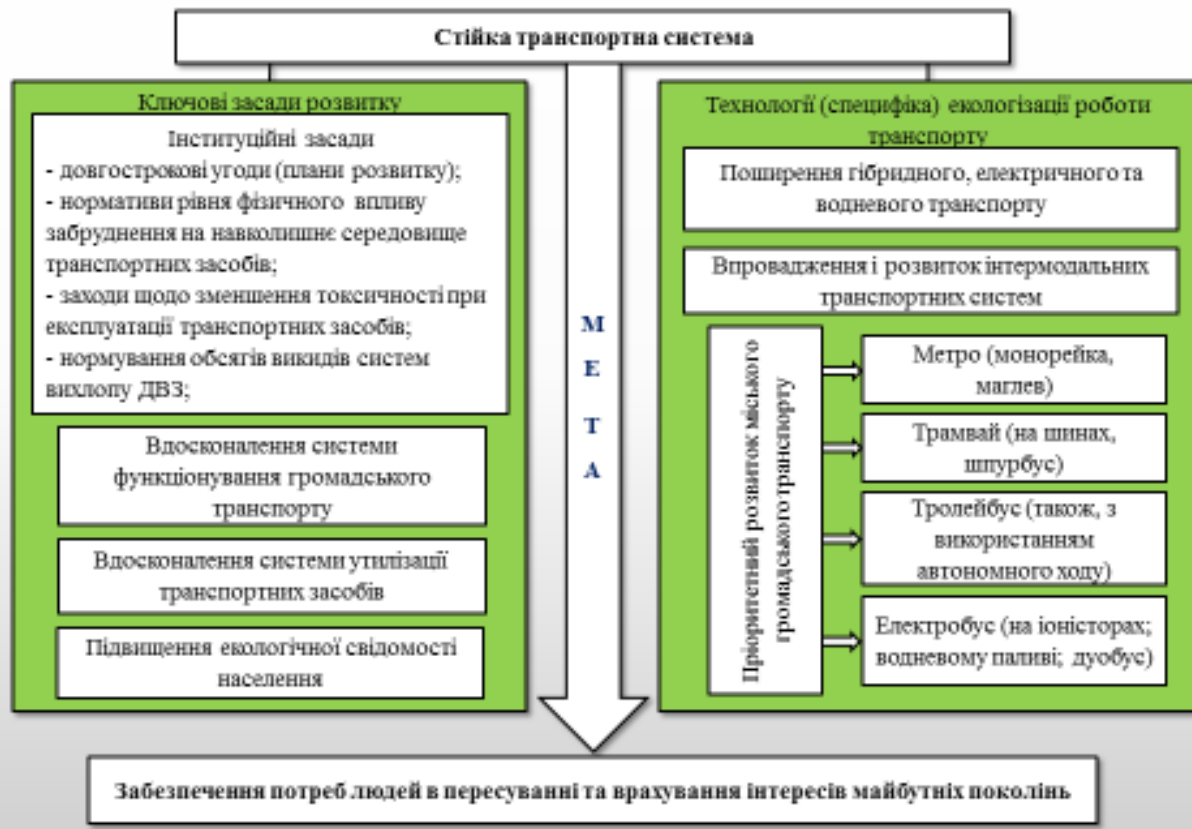 Стійка транспортна система
Ключові засади розвитку
Інституційні засади
- довгострокові угоди (плани розвитку);
- нормативи рівня фізичного впливу
забруднення на навколишнє середовище
транспортних засобів;
- заходи щодо зменшення токсичності при
експлуатації транспортних засобів;
- нормування обсягів викидів систем
вихлопу ДВЗ;
Вдосконалення системи
функціонування громадського
транспорту
Вдосконалення системи утилізації
транспортних засобів
Підвищення екологічної свідомості
населення
М
Е
Т
А
Технології (специфіка) екологізації роботи
транспорту
Поширення гібридного, електричного та
водневого транспорту
Впровадження і розвиток інтермодальних
транспортних систем
Пріоритетний розвиток міського
громадського транспорту
Метро (монорейка,
маглев)
Трамвай (на шинах,
шпурбус)
Тролейбус (також, з
використанням
автономного ходу)
Електробус (на іоністорах;
водневому паливі; дуобус)
Забезпечення потреб людей в пересуванні та врахування інтересів майбутніх поколінь